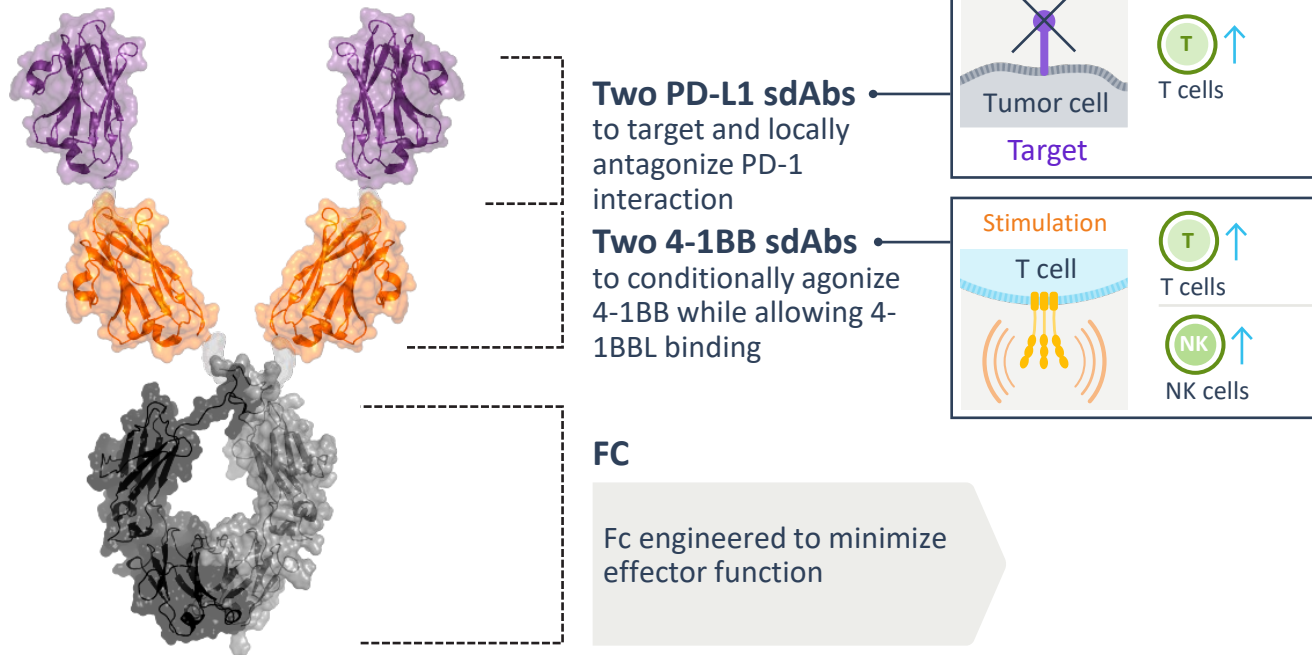 Two PD-L1 sdAbs
to target and locally
antagonize PD-1
interaction
Two 4-1BB sdAbs
to conditionally agonize
4-1BB while allowing 4-
1BBL binding
FC
Fc engineered to minimize
effector function
Tumor cell
Target
T
T cells
Stimulation
T cell
T
T cells
NK
NK cells